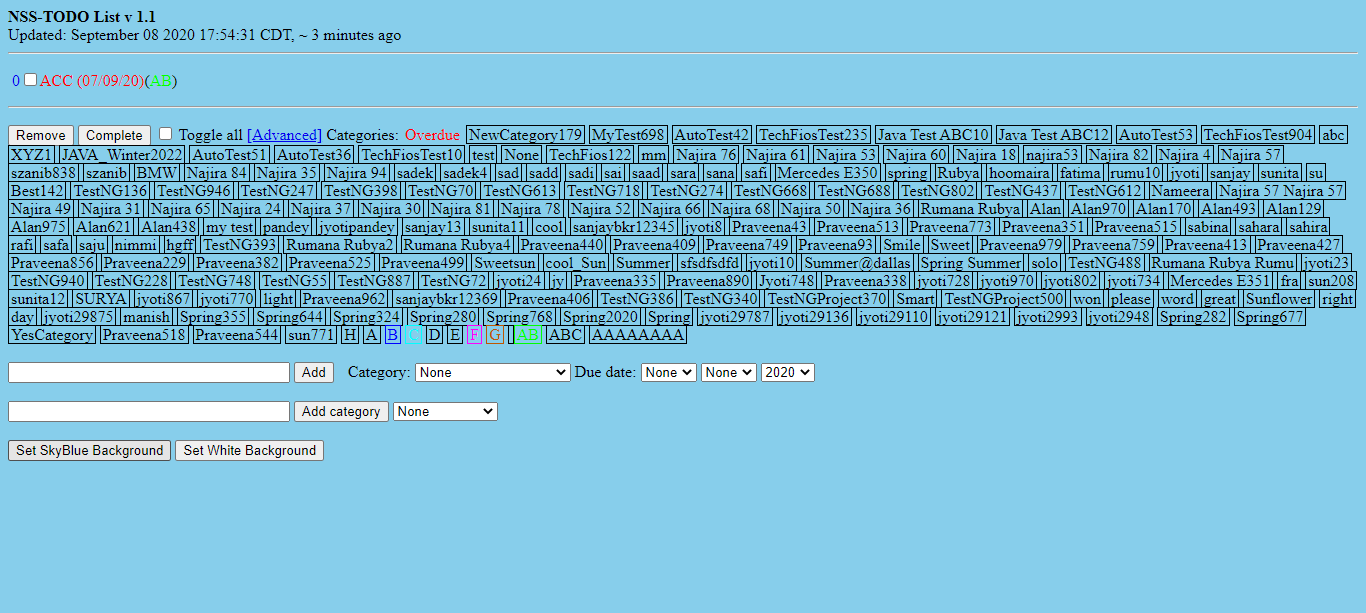 NSS-TODO List v 1.1
Updated: September 08 2020 17:54:31 CDT, ~ 3 minutes ago
0 ACC (07/09/20)(AB)
Remove Complete Toggle all [Advanced] Categories: Overdue NewCategory179 MyTest698 AutoTest42 TechFiosTest235 Java Test ABC10 Java Test ABC12 AutoTest53 TechFiosTest904 abc
XYZ1 JAVA_Winter2022 AutoTest51 AutoTest36 TechFiosTest10 test None TechFios122 mm Najira 76 Najira 61 Najira 53 Najira 60 Najira 18 najira53 Najira 82 Najira 4 Najira 57
szanib838 szanib BMW Najira 84 Najira 35 Najira 94 sadek sadek4 sad sadd sadi sai saad sara sana safi Mercedes E350 spring Rubya hoomaira fatima rumu10 jyoti sanjay sunita su
Best142 TestNG136 TestNG946 TestNG247 TestNG398 TestNG70 TestNG613 TestNG718 TestNG274 TestNG668 TestNG688 TestNG802 TestNG437 TestNG612 Nameera Najira 57 Najira 57
Najira 49 Najira 31 Najira 65 Najira 24 Najira 37 Najira 30 Najira 81 Najira 78 Najira 52 Najira 66 Najira 68 Najira 50 Najira 36 Rumana Rubya Alan Alan970 Alan170 Alan493 Alan129
Alan975 Alan621 Alan438 my test pandey jyotipandey sanjay13 sunita11 cool sanjaybkr12345 jyoti8 Praveena43 Praveena513 Praveena773 Praveena351 Praveena515 sabina sahara sahira
rafi safa saju nimmi hgff TestNG393 Rumana Rubya2 Rumana Rubya4 Praveena440 Praveena409 Praveena749 Praveena93 Smile Sweet Praveena979 Praveena759 Praveena413 Praveena427
Praveena856 Praveena229 Praveena382 Praveena525 Praveena499 Sweetsun cool_Sun Summer sfsdfsdfd jyoti10 Summer@dallas Spring Summer solo TestNG488 Rumana Rubya Rumu jyoti23
TestNG940 TestNG228 TestNG748 TestNG55 TestNG887 TestNG72 jyoti24 jy Praveena335 Praveena890 Jyoti748 Praveena338 jyoti728 jyoti970 jyoti802 jyoti734 Mercedes E351 fra sun208
sunita12 SURYA jyoti867 jyoti770 light Praveena962 sanjaybkr12369 Praveena406 TestNG386 TestNG340 TestNGProject370 Smart TestNGProject500 won please word great Sunflower right
day jyoti29875 manish Spring355 Spring644 Spring324 Spring280 Spring768 Spring2020 Spring jyoti29787 jyoti29136 jyoti29110 jyoti29121 jyoti2993 jyoti2948 Spring282 Spring677
YesCategory Praveena518 Praveena544 sun771 H A B C D E F G AB ABC AAAAAAAA
Add Category: None Due date: None None 2020
Add category None
Set SkyBlue Background Set White Background